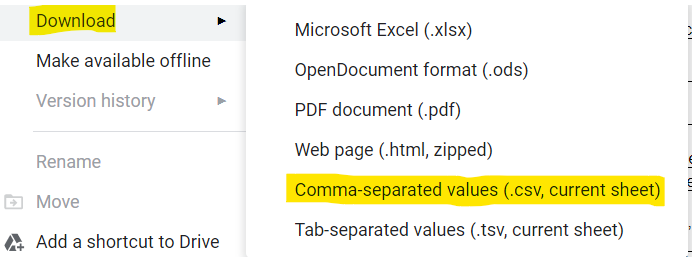 Download
Make available offline
Version history
Rename
Move
Add a shortcut to Drive
Microsoft Excel (.xlsx)
OpenDocument format (.ods)
PDF document (.pdf)
Web page (.html, zipped)
Comma-separated values (.csv, current sheet)
Tab-separated values (.tsv, current sheet)